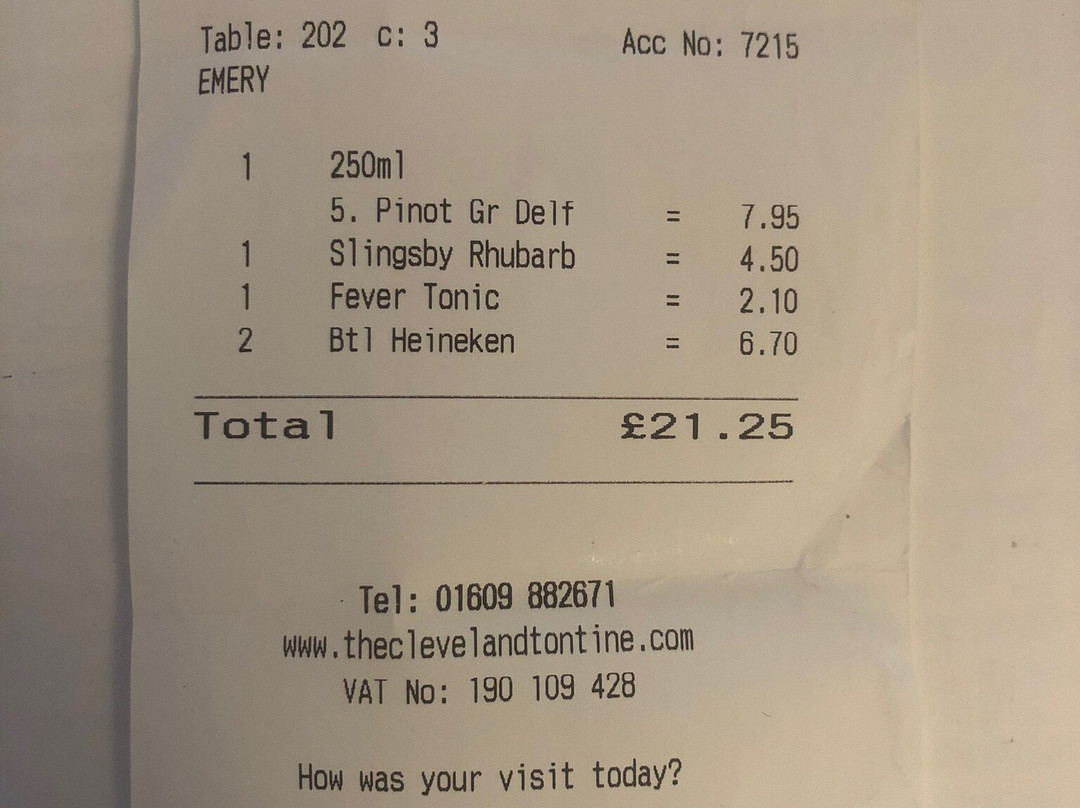 Table: 202 c: 3 Acc No: 7215
EMERY
1 250ml
5. Pinot Gr Delf = 7.95
1 Slingsby Rhubarb = 4.50
1 Fever Tonic = 2.10
2 Btl Heineken = 6.70
Total £21.25
Tel: 01609 882671
www.theclevelandtontine.com
VAT No: 190 109 428
How was your visit today?